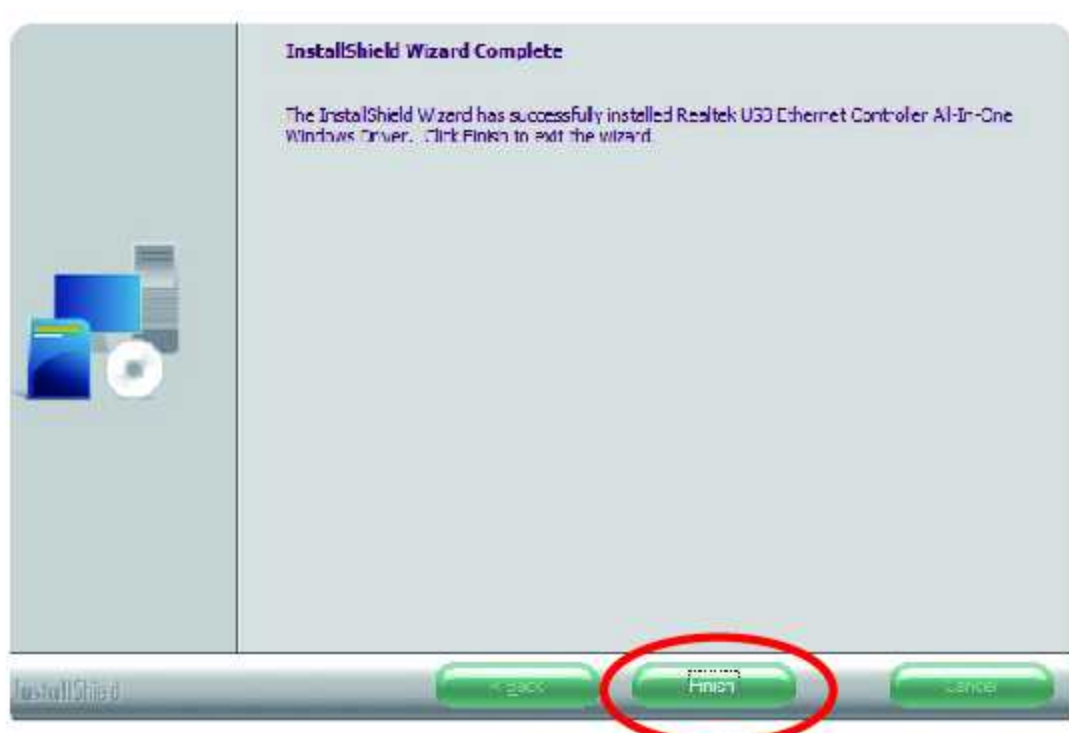 InstallShield Wizard Complete
The InstallShield Wizard has successfully installed Realtek USB Ethernet Controller All-In-One
Windows Driver. Click Finish to exit the wizard.
InstallShield
< Back
Finish
Cancel